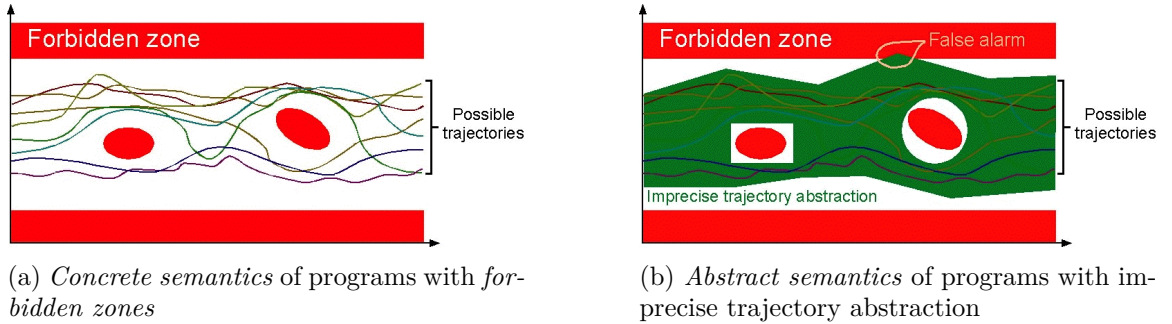 Forbidden zone
Possible
trajectories
(a) Concrete semantics of programs with for-
bidden zones
Forbidden zone
False alarm
Possible
trajectories
Imprecise trajectory abstraction
(b) Abstract semantics of programs with im-
precise trajectory abstraction